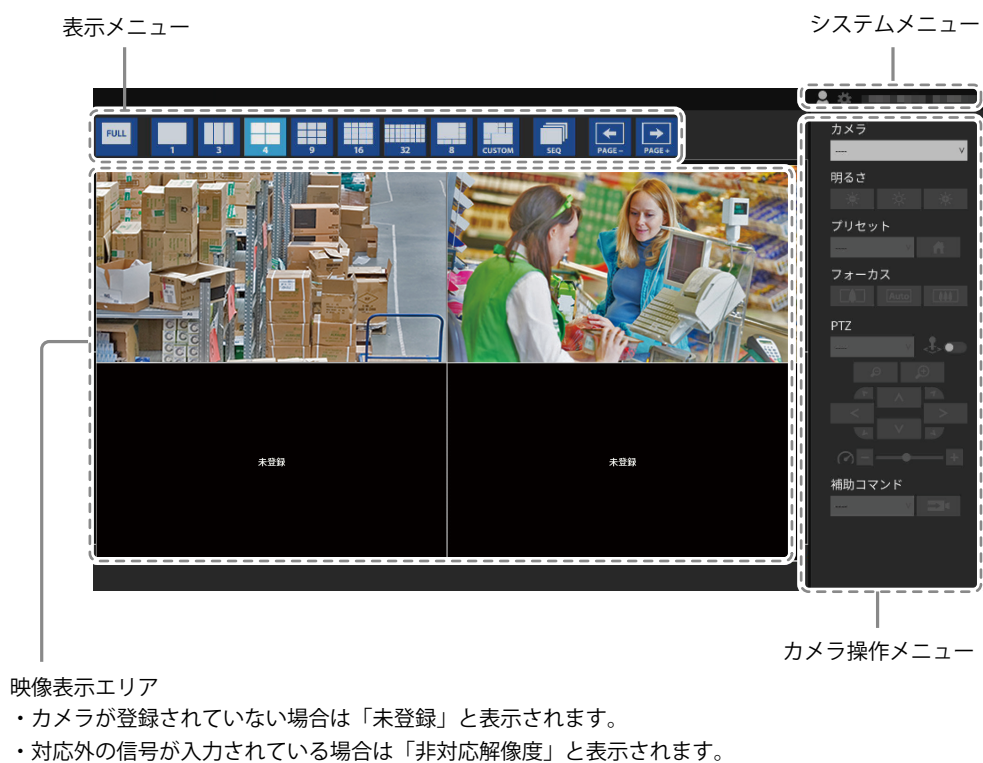 表示メニュー
システムメニュー
FULL
1
3
4
9
16
32
8
CUSTOM
SEQ
PAGE−
PAGE+
カメラ
----
明るさ
プリセット
----
フォーカス
Auto
PTZ
----
補助コマンド
----
未登録
未登録
カメラ操作メニュー
映像表示エリア
・カメラが登録されていない場合は「未登録」と表示されます。
・対応外の信号が入力されている場合は「非対応解像度」と表示されます。